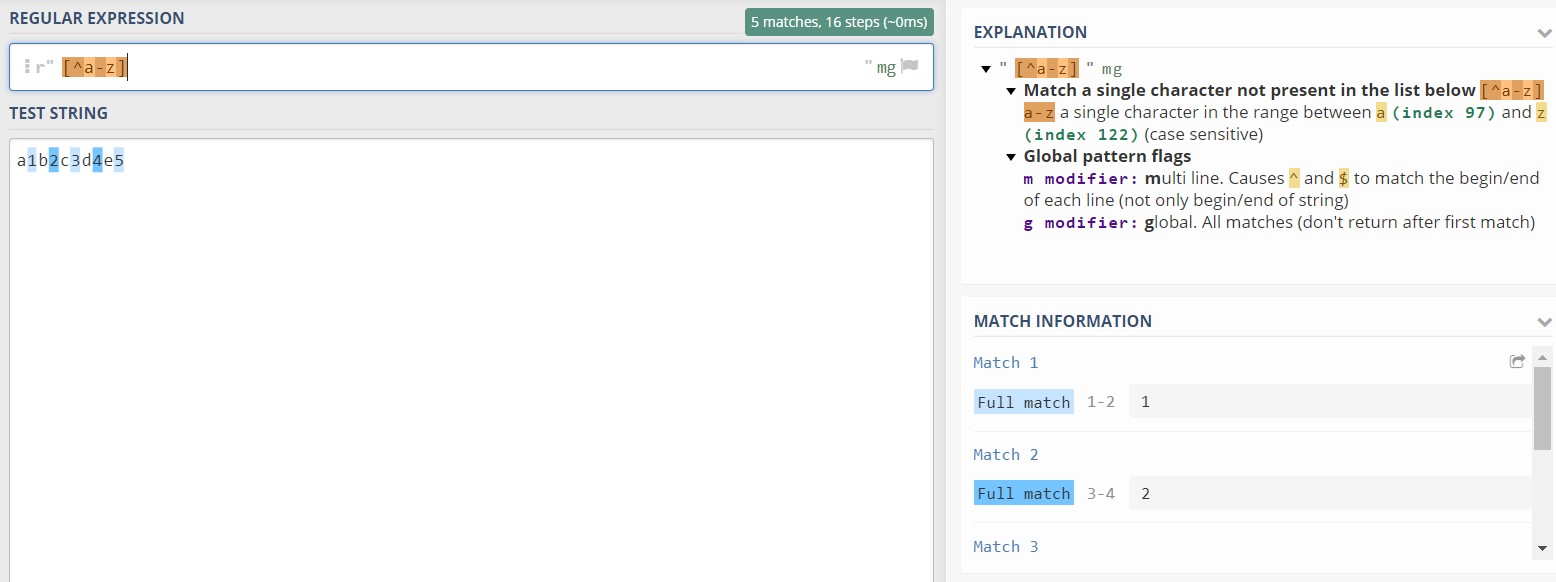 REGULAR EXPRESSION
5 matches, 16 steps (~0ms)
r" [^a-z] " mg
TEST STRING
a1b2c3d4e5
EXPLANATION
" [^a-z] " mg
Match a single character not present in the list below [^a-z]
a-z a single character in the range between a (index 97) and z
(index 122) (case sensitive)
Global pattern flags
m modifier: multi line. Causes ^ and $ to match the begin/end
of each line (not only begin/end of string)
g modifier: global. All matches (don't return after first match)
MATCH INFORMATION
Match 1
Full match 1-2 1
Match 2
Full match 3-4 2
Match 3